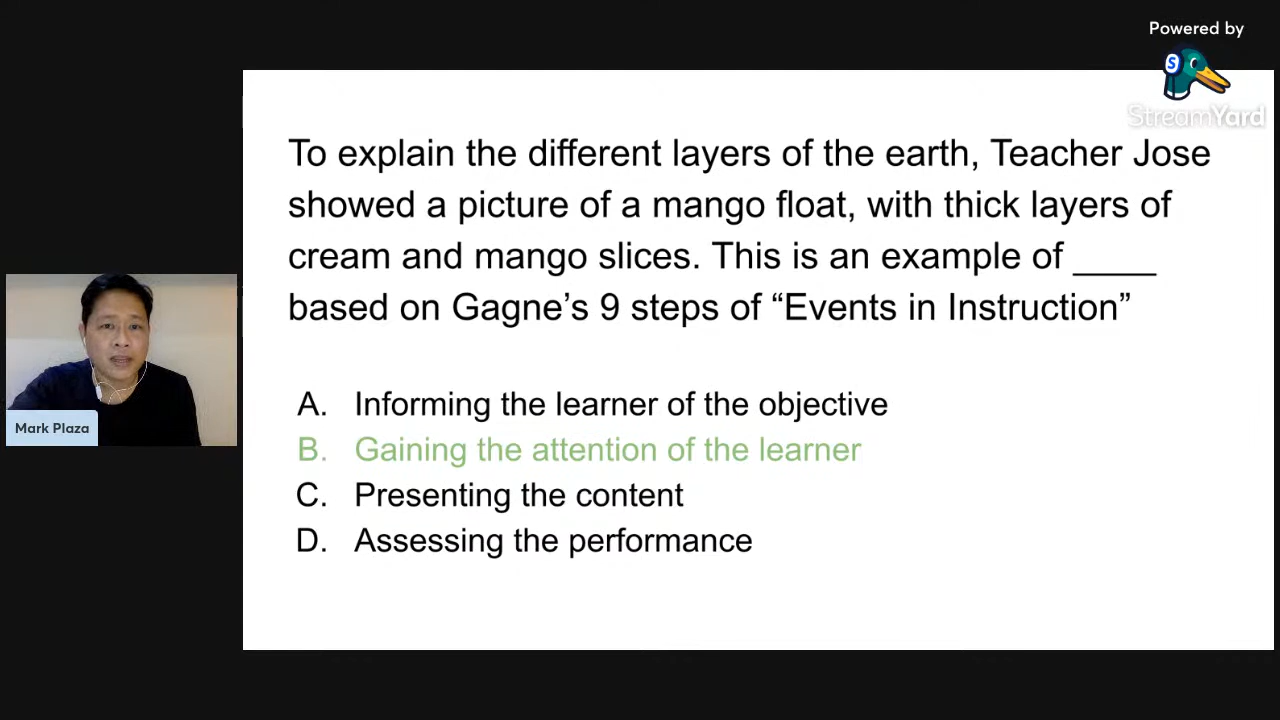 Powered by
StreamYard
To explain the different layers of the earth, Teacher Jose
showed a picture of a mango float, with thick layers of
cream and mango slices. This is an example of ____
based on Gagne’s 9 steps of “Events in Instruction”
A. Informing the learner of the objective
B. Gaining the attention of the learner
C. Presenting the content
D. Assessing the performance
Mark Plaza